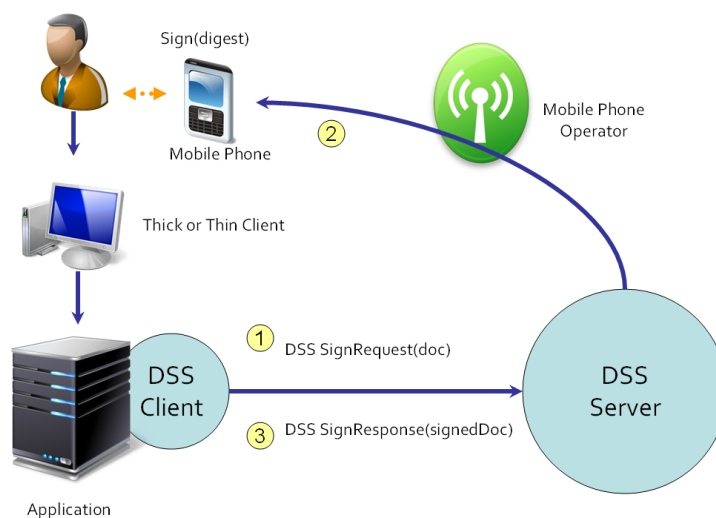 Sign(digest)
Mobile Phone
2
Mobile Phone
Operator
Thick or Thin Client
1
DSS SignRequest(doc)
DSS
Client
DSS
Server
3
DSS SignResponse(signedDoc)
Application